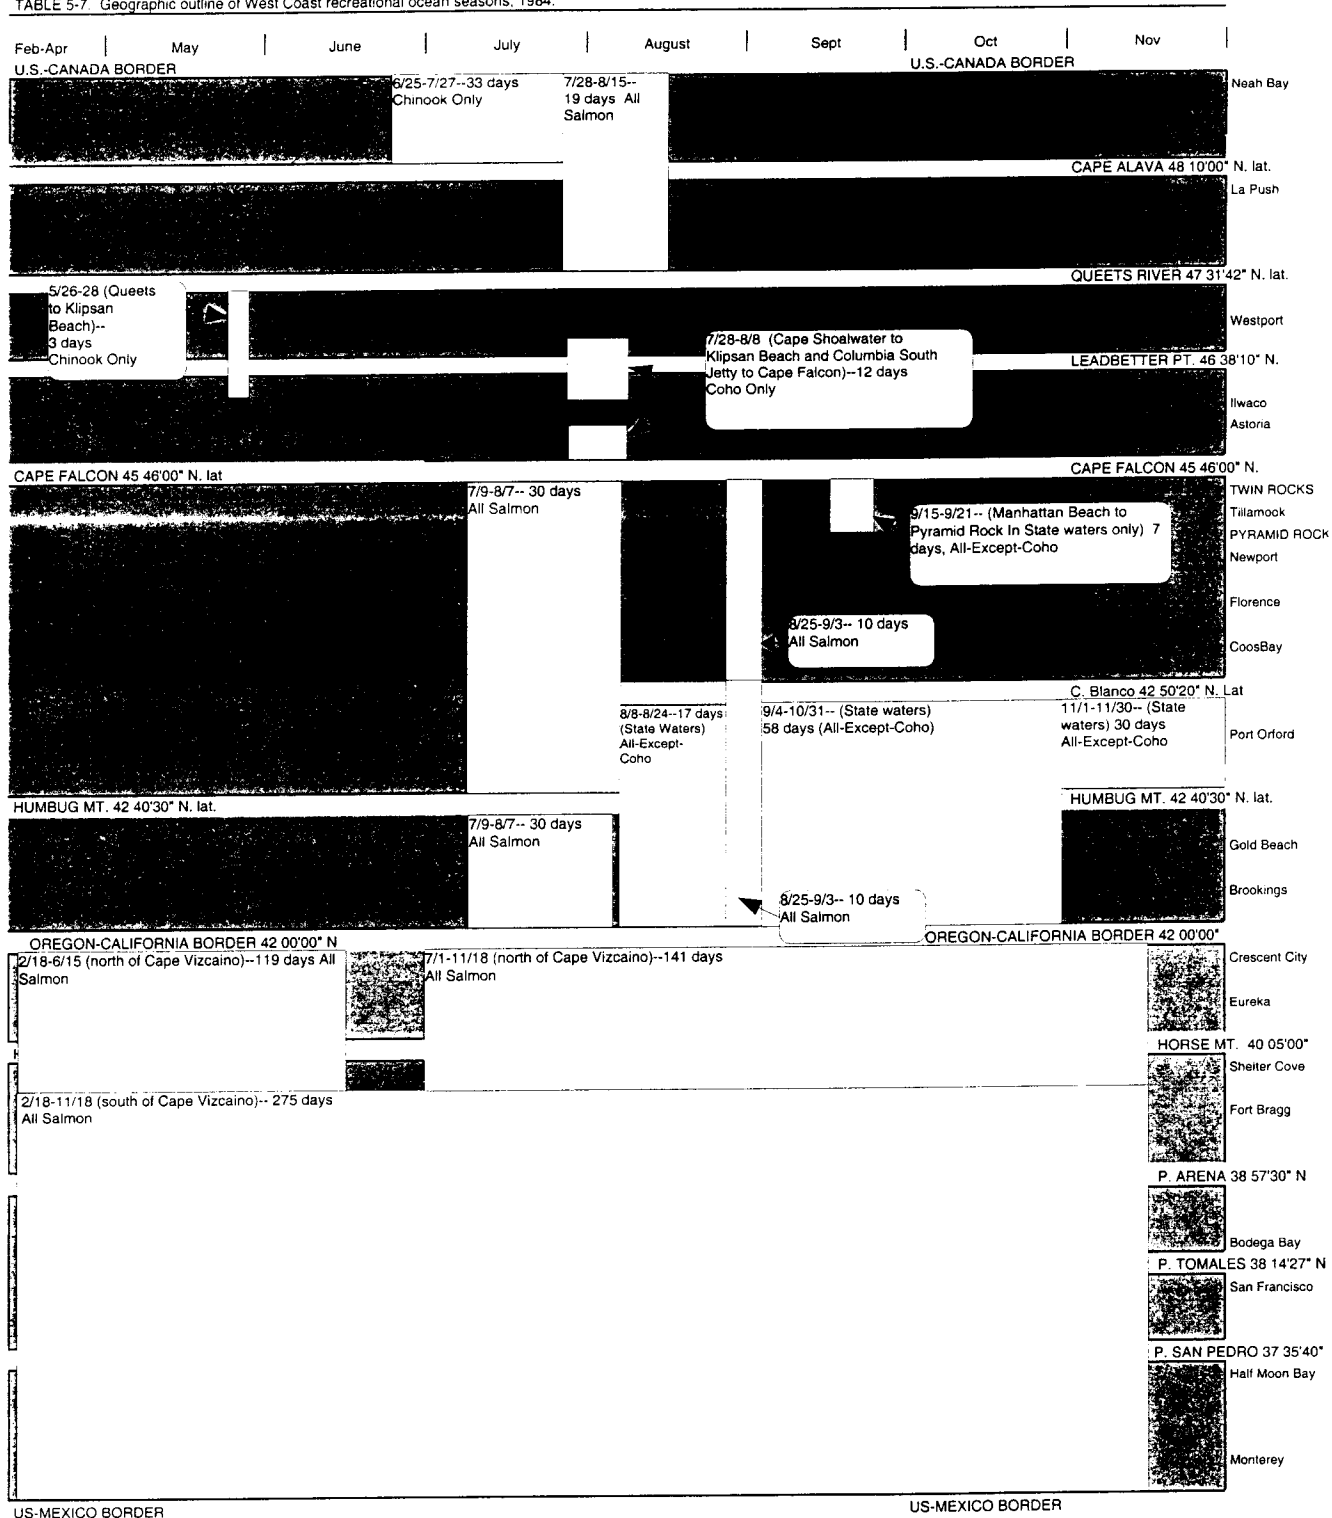 TABLE 5-7. Geographic outline of West Coast recreational ocean seasons, 1984.
Feb-Apr May June July August Sept Oct Nov
U.S.-CANADA BORDER U.S.-CANADA BORDER
6/25-7/27--33 days
Chinook Only
7/28-8/15--
19 days All
Salmon
Neah Bay
CAPE ALAVA 48 10'00" N. lat.
La Push
QUEETS RIVER 47 31'42" N. lat.
5/26-28 (Queets
to Klipsan
Beach)--
3 days
Chinook Only
Westport
7/28-8/8 (Cape Shoalwater to
Klipsan Beach and Columbia South
Jetty to Cape Falcon)--12 days
Coho Only
LEADBETTER PT. 46 38'10" N.
Ilwaco
Astoria
CAPE FALCON 45 46'00" N. lat
CAPE FALCON 45 46'00" N.
7/9-8/7-- 30 days
All Salmon
TWIN ROCKS
Tillamook
PYRAMID ROCK
Newport
9/15-9/21-- (Manhattan Beach to
Pyramid Rock In State waters only) 7
days, All-Except-Coho
Florence
8/25-9/3-- 10 days
All Salmon
CoosBay
C. Blanco 42 50'20" N. Lat
8/8-8/24--17 days
(State Waters)
All-Except-
Coho
9/4-10/31-- (State waters)
58 days (All-Except-Coho)
11/1-11/30-- (State
waters) 30 days
All-Except-Coho
Port Orford
HUMBUG MT. 42 40'30" N. lat.
HUMBUG MT. 42 40'30" N. lat.
7/9-8/7-- 30 days
All Salmon
Gold Beach
Brookings
8/25-9/3-- 10 days
All Salmon
OREGON-CALIFORNIA BORDER 42 00'00" N
OREGON-CALIFORNIA BORDER 42 00'00"
2/18-6/15 (north of Cape Vizcaino)--119 days All
Salmon
7/1-11/18 (north of Cape Vizcaino)--141 days
All Salmon
Crescent City
Eureka
HORSE MT. 40 05'00"
Shelter Cove
2/18-11/18 (south of Cape Vizcaino)-- 275 days
All Salmon
Fort Bragg
P. ARENA 38 57'30" N
Bodega Bay
P. TOMALES 38 14'27" N
San Francisco
P. SAN PEDRO 37 35'40"
Half Moon Bay
Monterey
US-MEXICO BORDER US-MEXICO BORDER